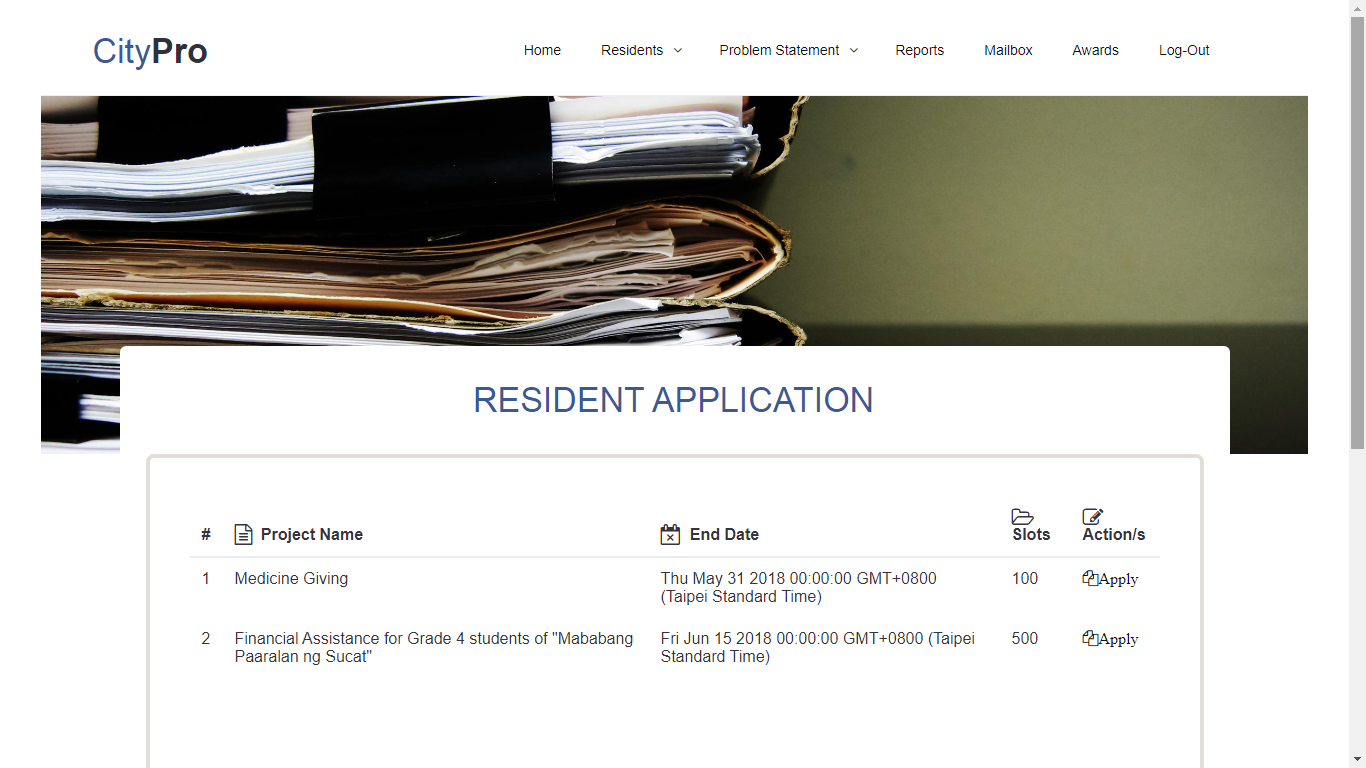 CityPro
Home Residents Problem Statement Reports Mailbox Awards Log-Out
RESIDENT APPLICATION
# Project Name End Date Slots Action/s
1 Medicine Giving Thu May 31 2018 00:00:00 GMT+0800 100 Apply
(Taipei Standard Time)
2 Financial Assistance for Grade 4 students of "Mababang Fri Jun 15 2018 00:00:00 GMT+0800 (Taipei 500 Apply
Paaralan ng Sucat" Standard Time)